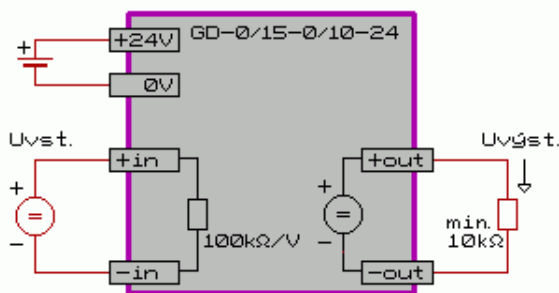 GD-0/15-0/10-24
+
+24V
0V
Uvst.
Uvýst.
+in
+out
+
+
=
=
-
-
min.
10kΩ
100kΩ/V
-in
-out